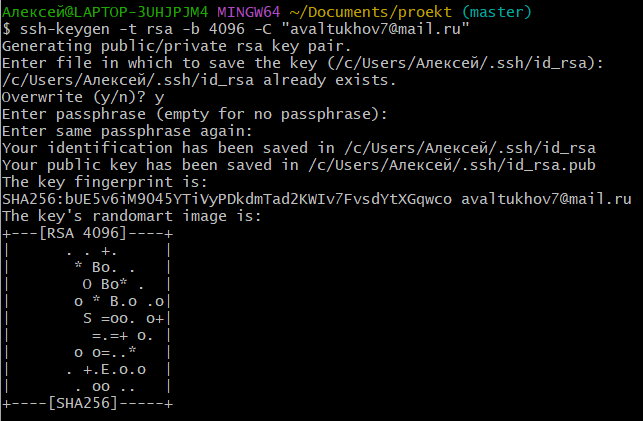 Алексей@LAPTOP-3UHJPJM4 MINGW64 ~/Documents/proekt (master)
$ ssh-keygen -t rsa -b 4096 -C "avaltukhov7@mail.ru"
Generating public/private rsa key pair.
Enter file in which to save the key (/c/Users/Алексей/.ssh/id_rsa):
/c/Users/Алексей/.ssh/id_rsa already exists.
Overwrite (y/n)? y
Enter passphrase (empty for no passphrase):
Enter same passphrase again:
Your identification has been saved in /c/Users/Алексей/.ssh/id_rsa
Your public key has been saved in /c/Users/Алексей/.ssh/id_rsa.pub
The key fingerprint is:
SHA256:bUE5v6iM9045YTiVyPDkdmTad2KWIv7FvsdYtXGqwco avaltukhov7@mail.ru
The key's randomart image is:
+---[RSA 4096]----+
|      . . +.     |
|       * Bo. .   |
|        O Bo* .  |
|       o * B.o .o|
|        S =oo. o+|
|         =.=+ o. |
|       o o=..*   |
|      . +.E.o.o  |
|       . oo ..   |
+----[SHA256]-----+